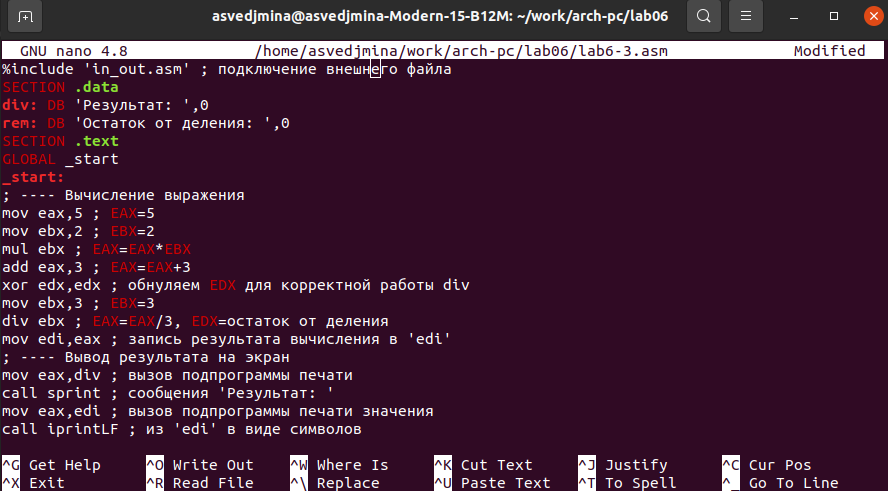 asvedjmina@asvedjmina-Modern-15-B12M: ~/work/arch-pc/lab06
GNU nano 4.8 /home/asvedjmina/work/arch-pc/lab06/lab6-3.asm Modified
%include 'in_out.asm' ; подключение внешнего файла
SECTION .data
div: DB 'Результат: ',0
rem: DB 'Остаток от деления: ',0
SECTION .text
GLOBAL _start
_start:
; ---- Вычисление выражения
mov eax,5 ; EAX=5
mov ebx,2 ; EBX=2
mul ebx ; EAX=EAX*EBX
add eax,3 ; EAX=EAX+3
xor edx,edx ; обнуляем EDX для корректной работы div
mov ebx,3 ; EBX=3
div ebx ; EAX=EAX/3, EDX=остаток от деления
mov edi,eax ; запись результата вычисления в 'edi'
; ---- Вывод результата на экран
mov eax,div ; вызов подпрограммы печати
call sprint ; сообщения 'Результат: '
mov eax,edi ; вызов подпрограммы печати значения
call iprintLF ; из 'edi' в виде символов
^G Get Help ^O Write Out ^W Where Is ^K Cut Text ^J Justify ^C Cur Pos
^X Exit ^R Read File ^\ Replace ^U Paste Text ^T To Spell ^_ Go To Line